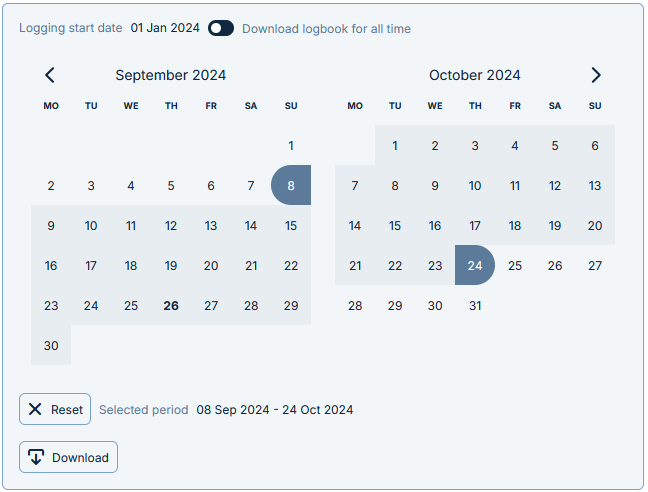 Logging start date 01 Jan 2024 Download logbook for all time
September 2024 October 2024
MO TU WE TH FR SA SU MO TU WE TH FR SA SU
1 1 2 3 4 5 6
2 3 4 5 6 7 8 7 8 9 10 11 12 13
9 10 11 12 13 14 15 14 15 16 17 18 19 20
16 17 18 19 20 21 22 21 22 23 24 25 26 27
23 24 25 26 27 28 29 28 29 30 31
30
Reset Selected period 08 Sep 2024 - 24 Oct 2024
Download